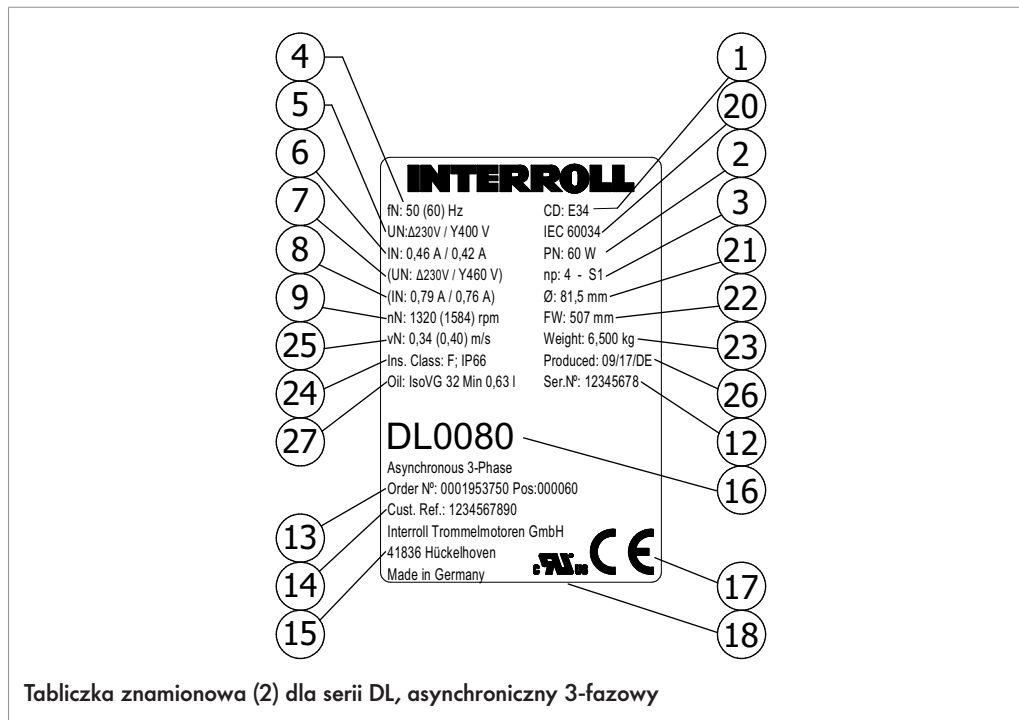 4
5
6
7
8
9
25
24
27
13
14
15
1
20
2
3
21
22
23
26
12
16
17
18
INTERROLL
fN: 50 (60) Hz
UN:Δ230V / Y400 V
IN: 0,46 A / 0,42 A
(UN: Δ230V / Y460 V)
(IN: 0,79 A / 0,76 A)
nN: 1320 (1584) rpm
vN: 0,34 (0,40) m/s
Ins. Class: F; IP66
Oil: IsoVG 32 Min 0,63 l
CD: E34
IEC 60034
PN: 60 W
np: 4 - S1
Ø: 81,5 mm
FW: 507 mm
Weight: 6,500 kg
Produced: 09/17/DE
Ser.Nº: 12345678
DL0080
Asynchronous 3-Phase
Order Nº: 0001953750 Pos:000060
Cust. Ref.: 1234567890
Interroll Trommelmotoren GmbH
41836 Hückelhoven
Made in Germany
c RU us CE
Tabliczka znamionowa (2) dla serii DL, asynchroniczny 3-fazowy